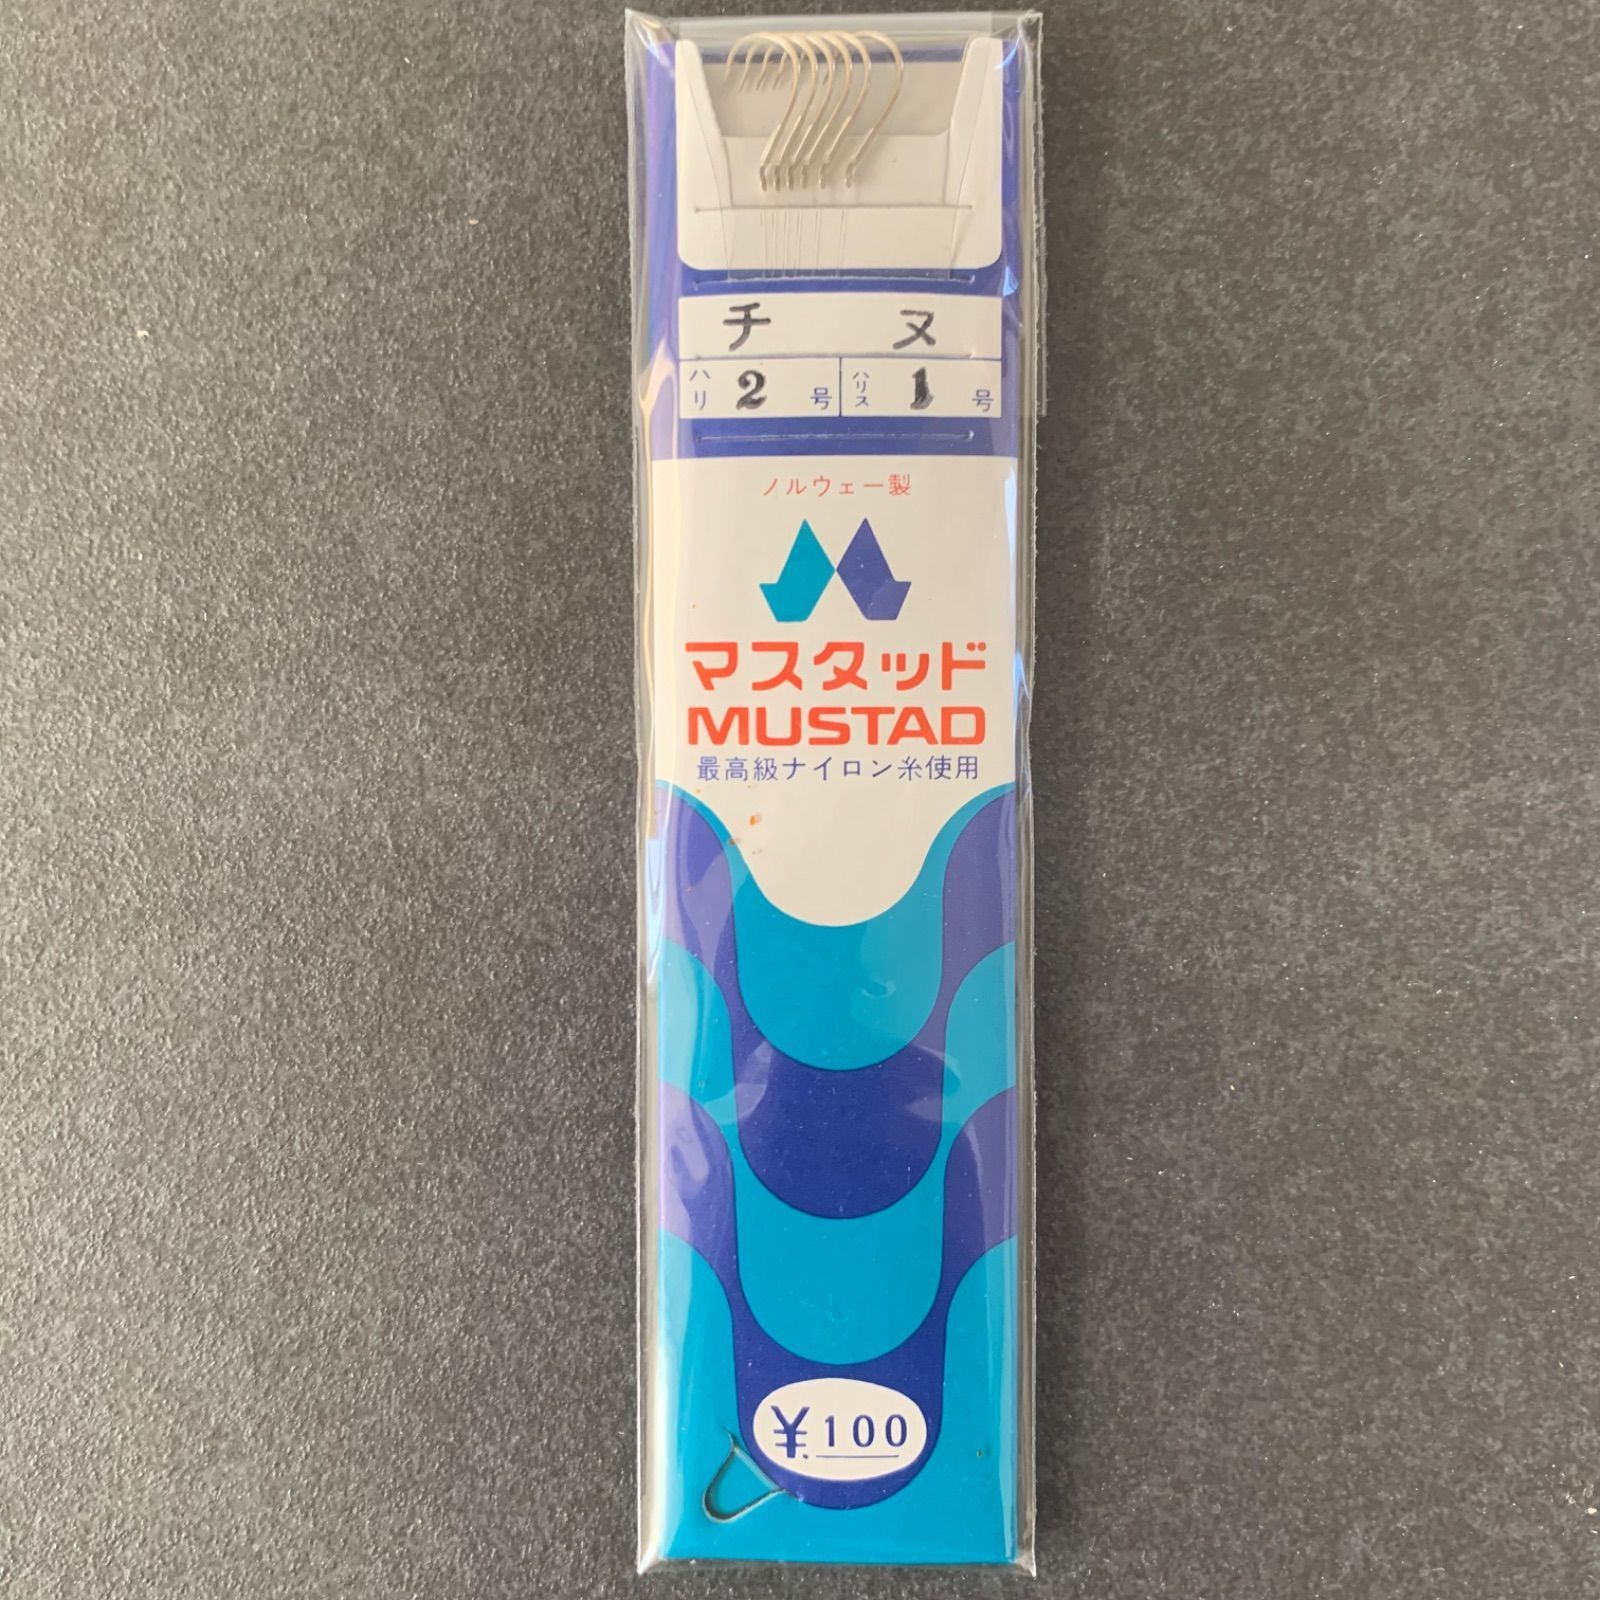 チヌ
ハリ 2号 ハリス 1号
ノルウェー製
マスタッド
MUSTAD
最高級ナイロン糸使用
¥100